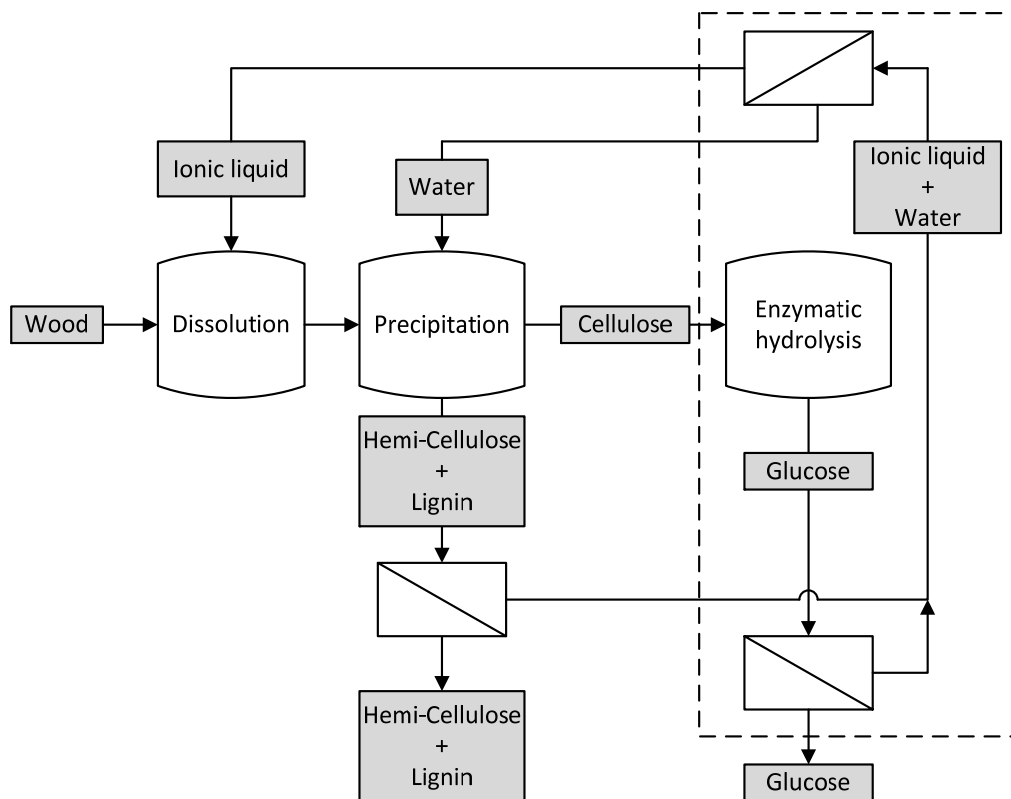 Ionic liquid
Water
Ionic liquid
+
Water
Wood
Dissolution
Precipitation
Cellulose
Enzymatic
hydrolysis
Hemi-Cellulose
+
Lignin
Glucose
Hemi-Cellulose
+
Lignin
Glucose